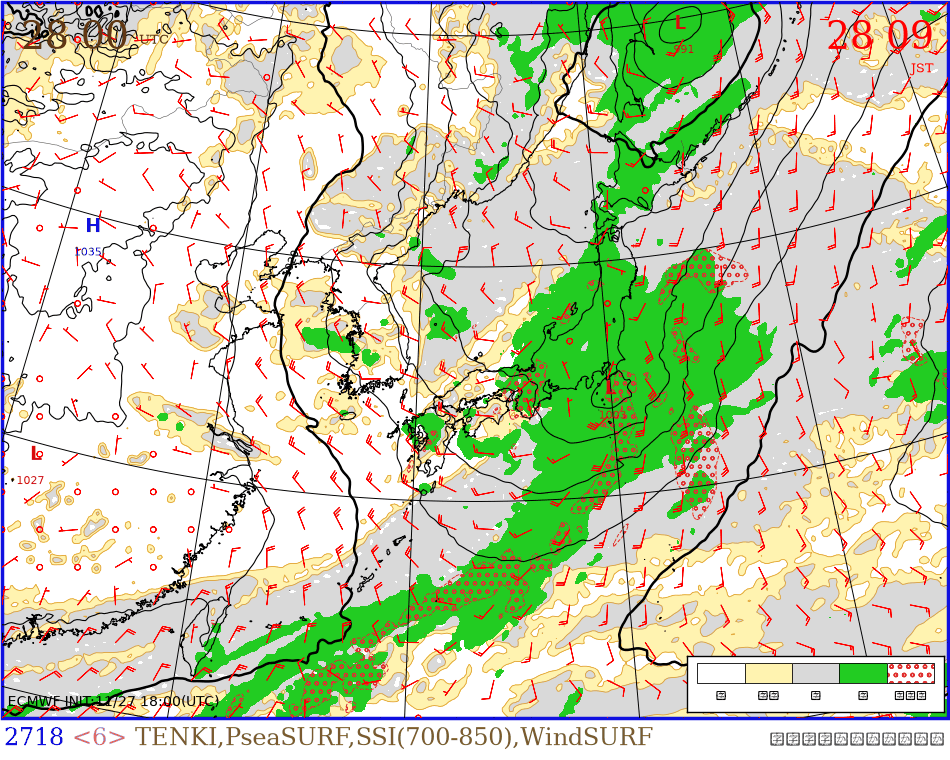 28 00 UTC
28 09
JST
L
991
H
1035
L
L
1027
ECMWF INIT:11/27 18:00(UTC)
2718 <6> TENKI,PseaSURF,SSI(700-850),WindSURF